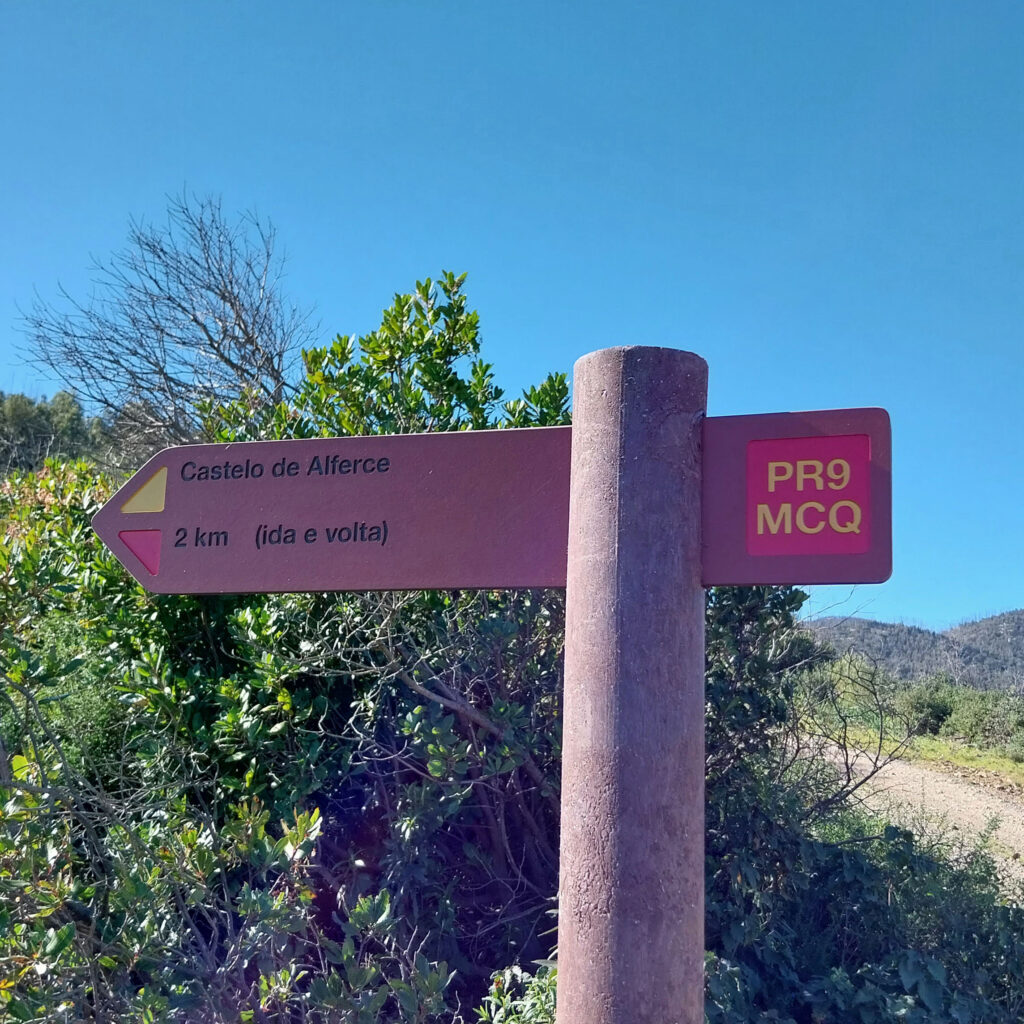 Castelo de Alferce
2 km (ida e volta)
PR9
MCQ